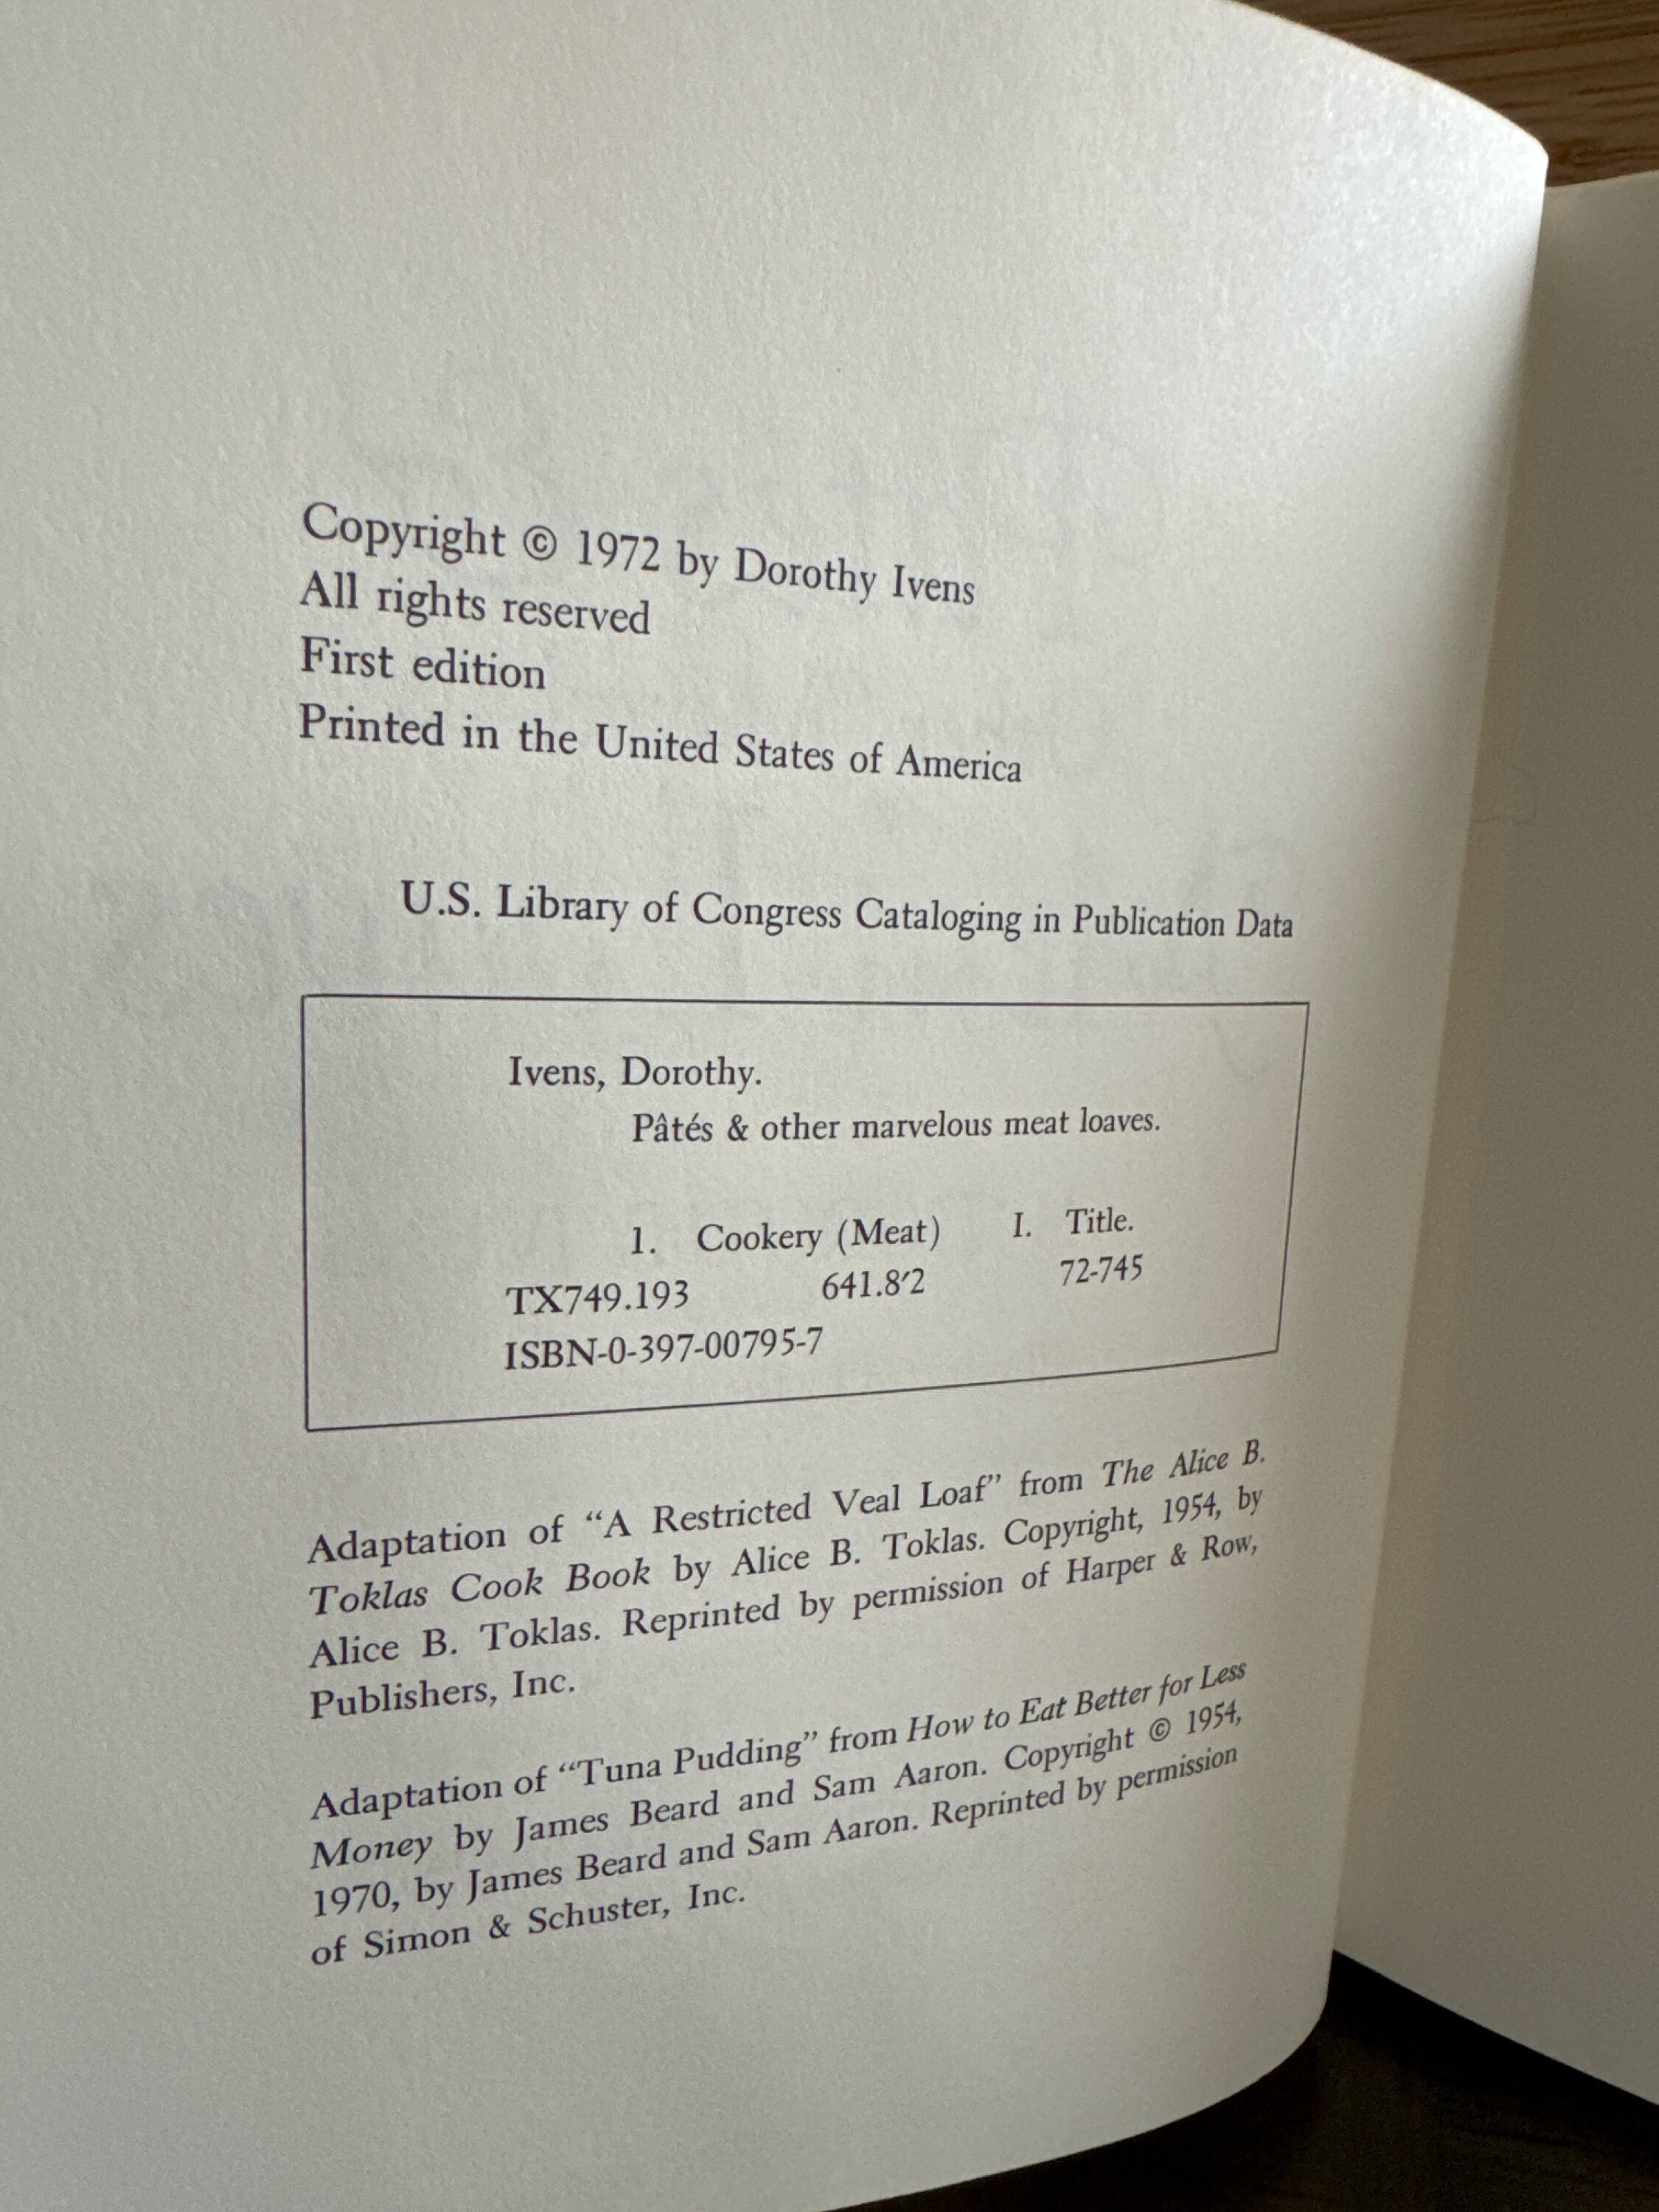 Copyright © 1972 by Dorothy Ivens
All rights reserved
First edition
Printed in the United States of America
U.S. Library of Congress Cataloging in Publication Data
Ivens, Dorothy.
Pâtés & other marvelous meat loaves.
1. Cookery (Meat) I. Title.
TX749.193 641.8′2 72-745
ISBN-0-397-00795-7
Adaptation of “A Restricted Veal Loaf” from The Alice B.
Toklas Cook Book by Alice B. Toklas. Copyright, 1954, by
Alice B. Toklas. Reprinted by permission of Harper & Row,
Publishers, Inc.
Adaptation of “Tuna Pudding” from How to Eat Better for Less
Money by James Beard and Sam Aaron. Copyright © 1954,
1970, by James Beard and Sam Aaron. Reprinted by permission
of Simon & Schuster, Inc.